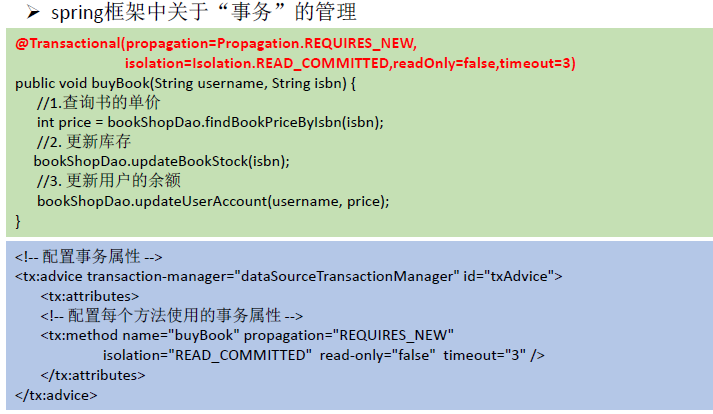 ➢ spring框架中关于“事务”的管理
@Transactional(propagation=Propagation.REQUIRES_NEW,
isolation=Isolation.READ_COMMITTED,readOnly=false,timeout=3)
public void buyBook(String username, String isbn) {
//1.查询书的单价
int price = bookShopDao.findBookPriceByIsbn(isbn);
//2. 更新库存
bookShopDao.updateBookStock(isbn);
//3. 更新用户的余额
bookShopDao.updateUserAccount(username, price);
}
<!-- 配置事务属性 -->
<tx:advice transaction-manager="dataSourceTransactionManager" id="txAdvice">
<tx:attributes>
<!-- 配置每个方法使用的事务属性 -->
<tx:method name="buyBook" propagation="REQUIRES_NEW"
isolation="READ_COMMITTED" read-only="false" timeout="3" />
</tx:attributes>
</tx:advice>